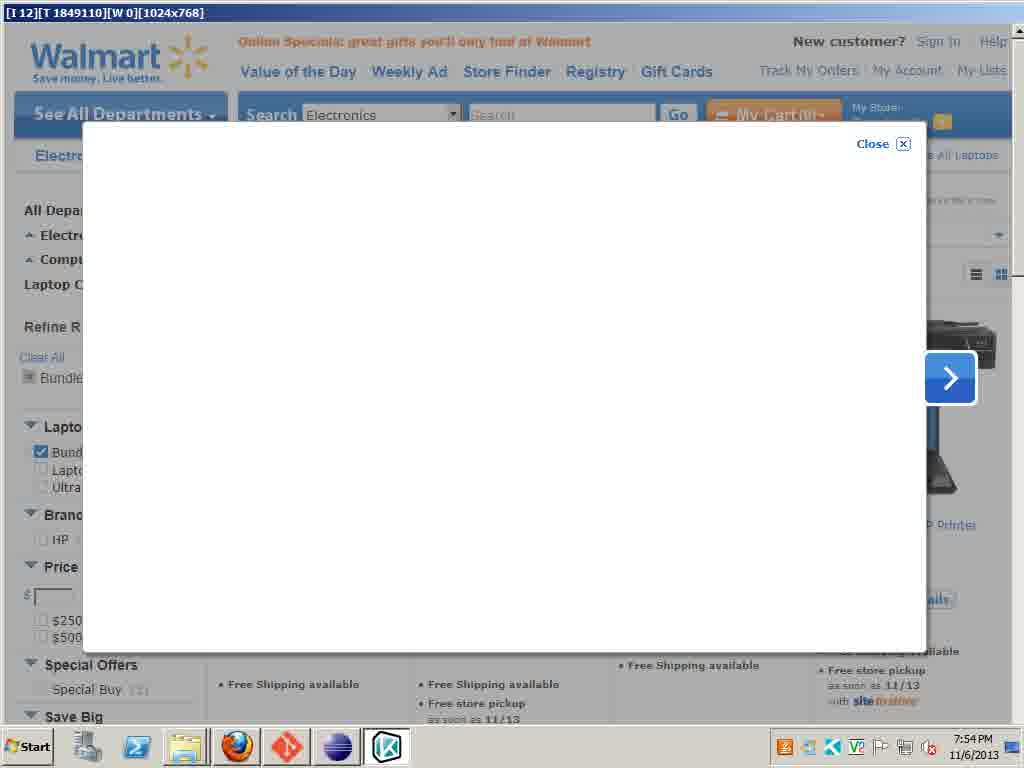 [I 12][T 1849110][W 0][1024x768]
Walmart
Save money. Live better.
Online Specials: great gifts you'll only find at Walmart
New customer? Sign In Help
Value of the Day Weekly Ad Store Finder Registry Gift Cards
Track My Orders My Account My Lists
See All Departments
Search Electronics Search Go My Cart(0)
My Store:
Close
Electro
All Laptops
All Depa
Electro
Compu
Laptop C
Refine R
Clear All
Bundle
Lapto
Bund
Lapto
Ultra
Branc
HP
Price
$
$250
$500
Special Offers
Special Buy (2)
Save Big
Printer
ails
Free Shipping available
Free Shipping available
Free store pickup
as soon as 11/13
Free Shipping available
available
Free store pickup
as soon as 11/13
with site to store
Start
7:54 PM
11/6/2013